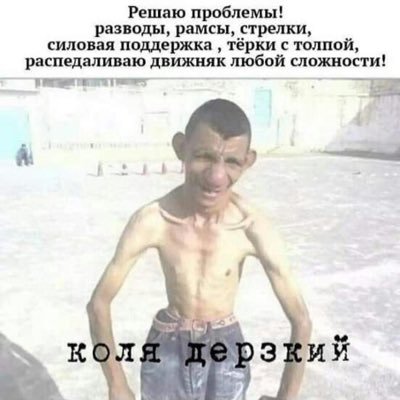 Решаю проблемы!
разводы, рамсы, стрелки,
силовая поддержка , тёрки с толпой,
распедаливаю движняк любой сложности!
коля дерзкий